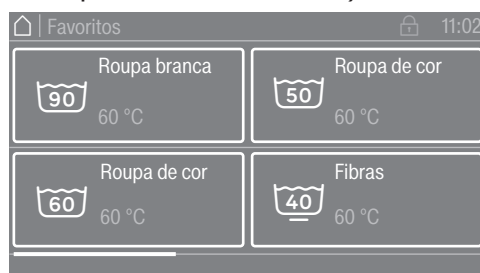 Favoritos 11:02
Roupa branca
90
60 °C
Roupa de cor
50
60 °C
Roupa de cor
60
60 °C
Fibras
40
60 °C